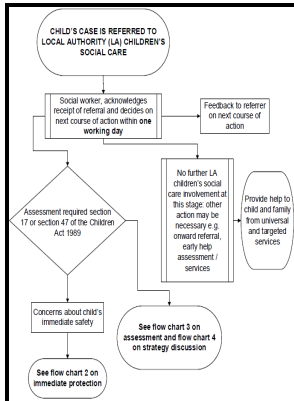 CHILD'S CASE IS REFERRED TO
LOCAL AUTHORITY (LA) CHILDREN'S
SOCIAL CARE
Social worker, acknowledges
receipt of referral and decides on
next course of action within one
working day
Feedback to referrer
on next course of
action
No further LA
children's social
care involvement at
this stage: other
action may be
necessary e.g.
onward referral,
early help
assessment /
services
Provide help to
child and family
from universal
and targeted
services
Assessment required section
17 or section 47 of the Children
Act 1989
Concerns about child's
immediate safety
See flow chart 3 on
assessment and flow chart 4
on strategy discussion
See flow chart 2 on
immediate protection